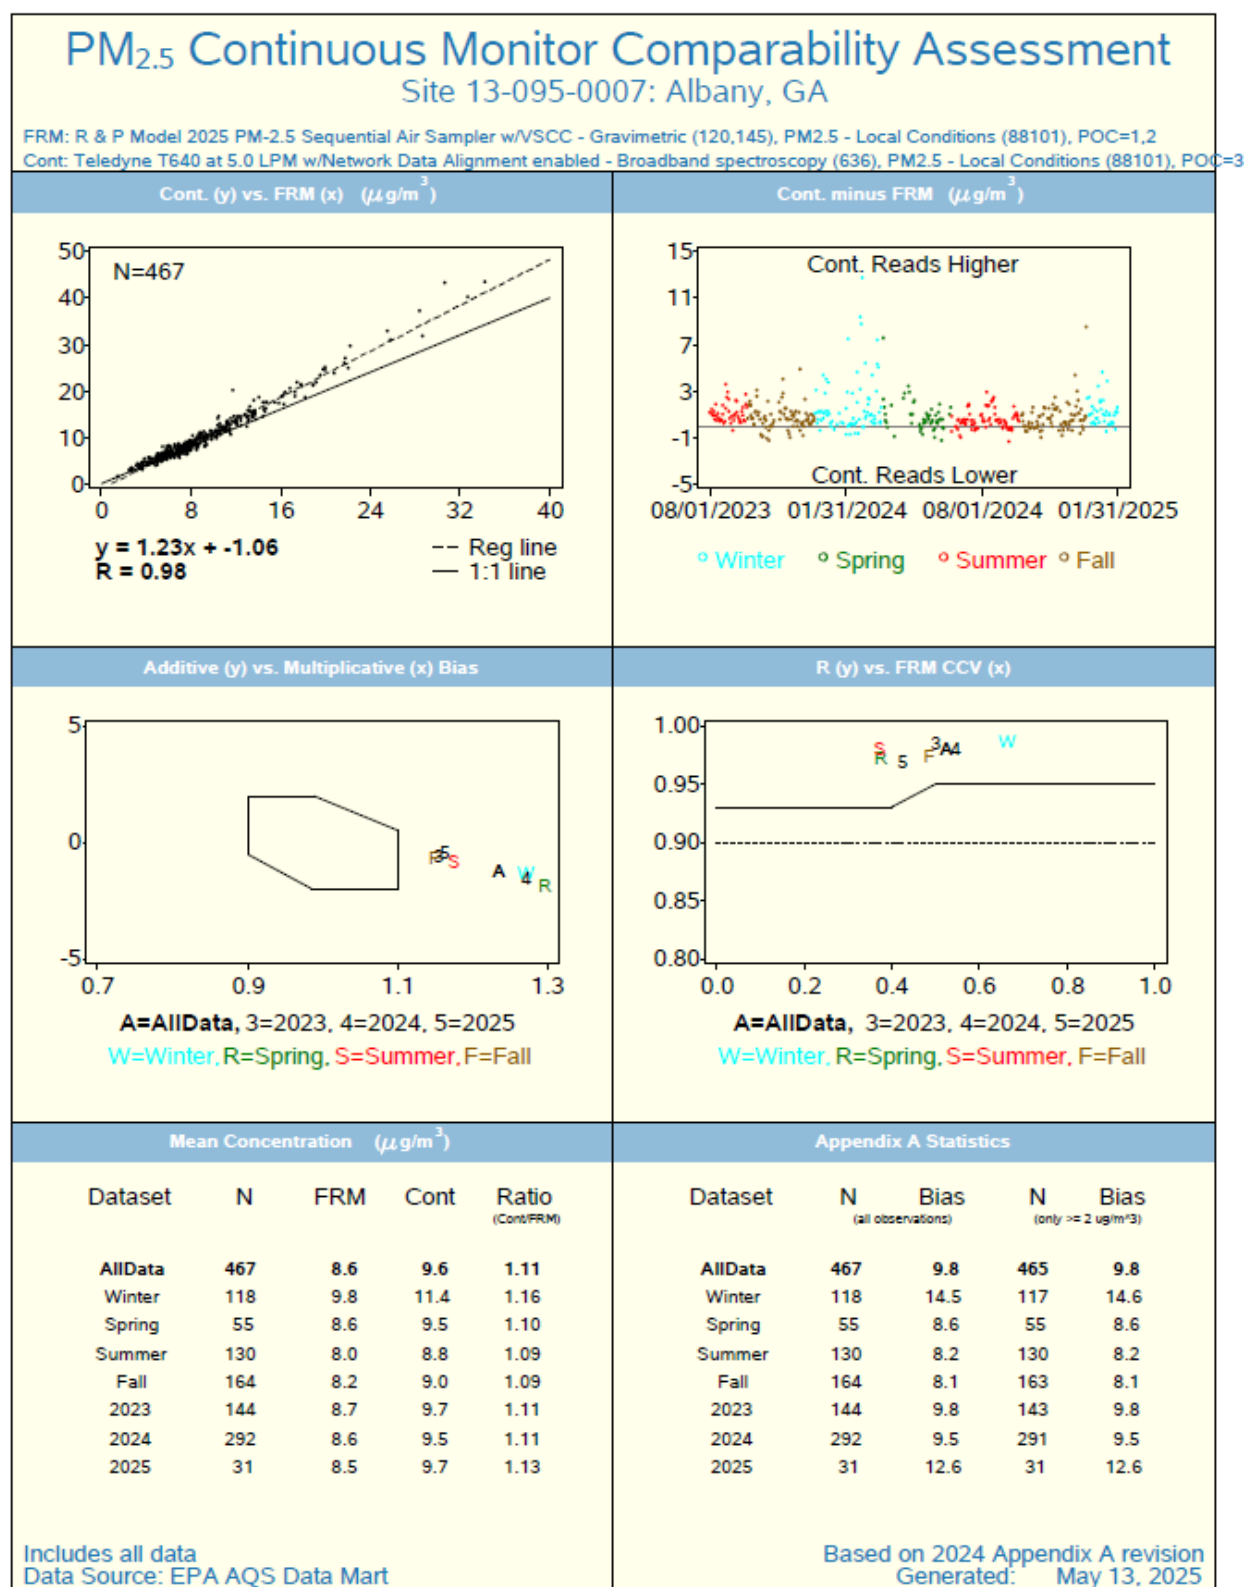 PM2.5 Continuous Monitor Comparability Assessment
Site 13-095-0007: Albany, GA
FRM: R & P Model 2025 PM-2.5 Sequential Air Sampler w/VSCC - Gravimetric (120,145), PM2.5 - Local Conditions (88101), POC=1,2
Cont: Teledyne T640 at 5.0 LPM w/Network Data Alignment enabled - Broadband spectroscopy (636), PM2.5 - Local Conditions (88101), POC=3
Cont. (y) vs. FRM (x) (μg/m3)
50
40
30
20
10
0
N=467
0 8 16 24 32 40
y = 1.23x + -1.06
R = 0.98
Reg line
1:1 line
Cont. minus FRM (μg/m3)
15
11
7
3
-1
-5
Cont. Reads Higher
Cont. Reads Lower
08/01/2023 01/31/2024 08/01/2024 01/31/2025
Winter Spring Summer Fall
Additive (y) vs. Multiplicative (x) Bias
5
0
-5
F 3 5 S A W 4 R
0.7 0.9 1.1 1.3
A=AllData, 3=2023, 4=2024, 5=2025
W=Winter, R=Spring, S=Summer, F=Fall
R (y) vs. FRM CCV (x)
1.00
0.95
0.90
0.85
0.80
S R 5 F 3 A 4 W
0.0 0.2 0.4 0.6 0.8 1.0
A=AllData, 3=2023, 4=2024, 5=2025
W=Winter, R=Spring, S=Summer, F=Fall
Mean Concentration (μg/m3)
Dataset N FRM Cont Ratio
(Cont/FRM)
AllData 467 8.6 9.6 1.11
Winter 118 9.8 11.4 1.16
Spring 55 8.6 9.5 1.10
Summer 130 8.0 8.8 1.09
Fall 164 8.2 9.0 1.09
2023 144 8.7 9.7 1.11
2024 292 8.6 9.5 1.11
2025 31 8.5 9.7 1.13
Appendix A Statistics
Dataset N Bias N Bias
(all observations) (only >= 2 ug/m^3)
AllData 467 9.8 465 9.8
Winter 118 14.5 117 14.6
Spring 55 8.6 55 8.6
Summer 130 8.2 130 8.2
Fall 164 8.1 163 8.1
2023 144 9.8 143 9.8
2024 292 9.5 291 9.5
2025 31 12.6 31 12.6
Includes all data
Data Source: EPA AQS Data Mart
Based on 2024 Appendix A revision
Generated: May 13, 2025